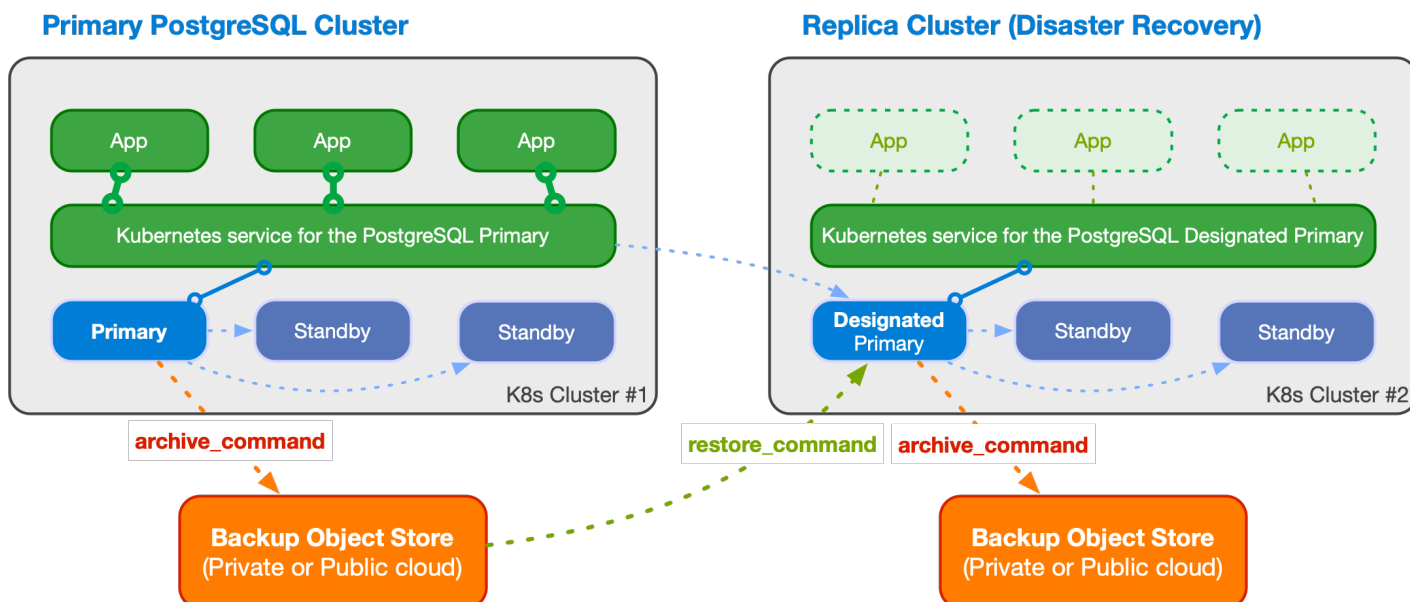 Primary PostgreSQL Cluster
Replica Cluster (Disaster Recovery)
App
App
App
Kubernetes service for the PostgreSQL Primary
Primary
Standby
Standby
K8s Cluster #1
App
App
App
Kubernetes service for the PostgreSQL Designated Primary
Designated
Primary
Standby
Standby
K8s Cluster #2
archive_command
restore_command
archive_command
Backup Object Store
(Private or Public cloud)
Backup Object Store
(Private or Public cloud)